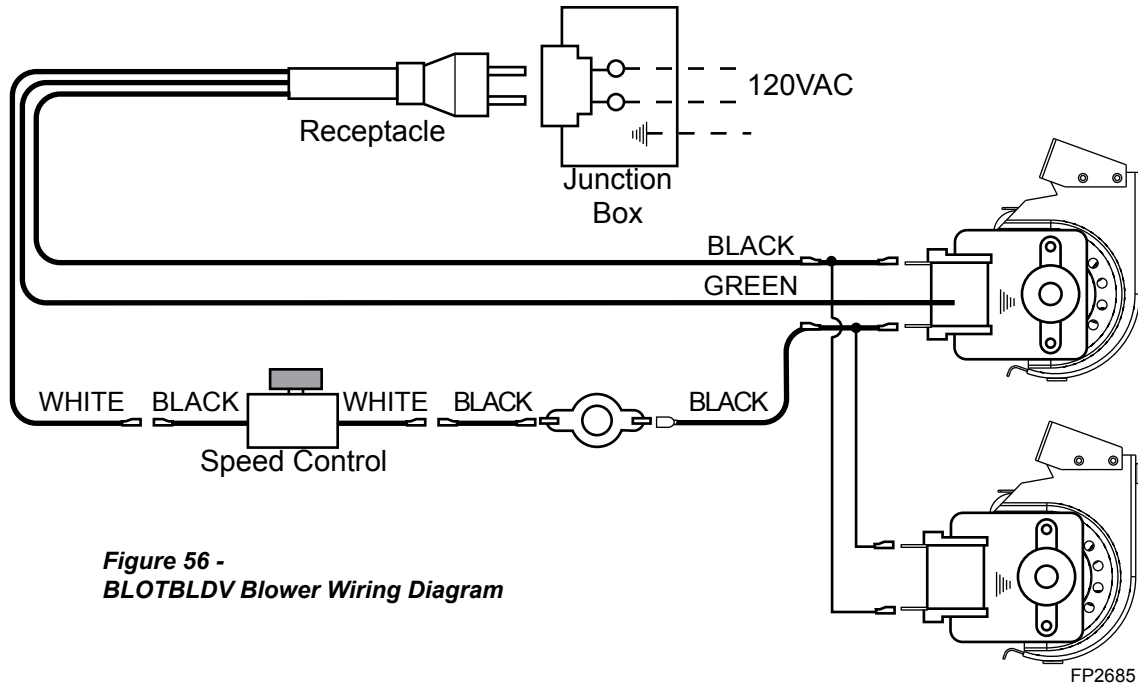 120VAC
Receptacle
Junction
Box
BLACK
GREEN
WHITE BLACK WHITE BLACK BLACK
Speed Control
Figure 56 -
BLOTBLDV Blower Wiring Diagram
FP2685